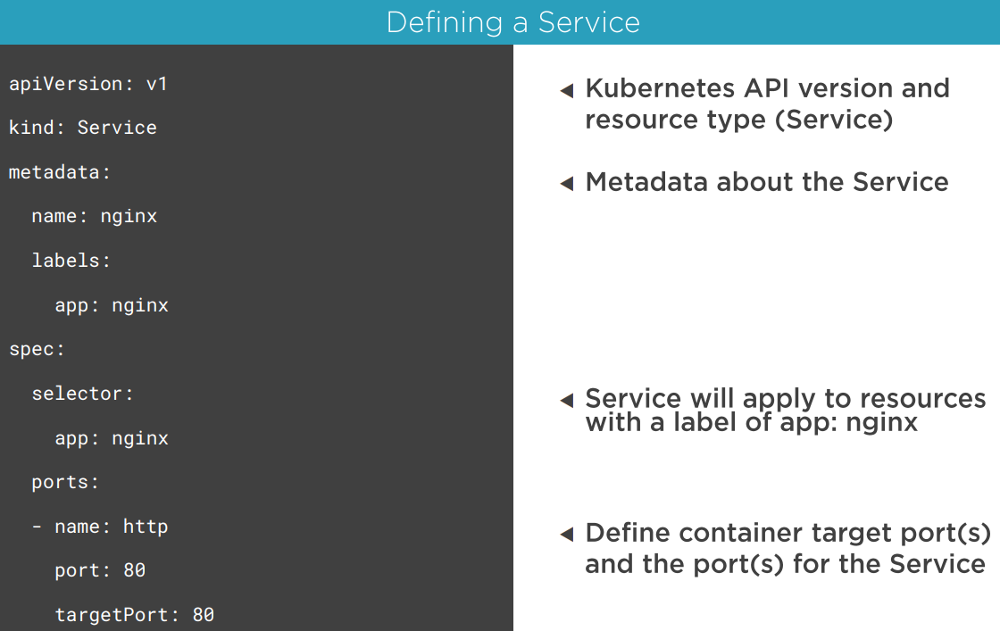 Defining a Service
apiVersion: v1
kind: Service
metadata:
  name: nginx
  labels:
    app: nginx
spec:
  selector:
    app: nginx
  ports:
  - name: http
    port: 80
    targetPort: 80
Kubernetes API version and
resource type (Service)
Metadata about the Service
Service will apply to resources
with a label of app: nginx
Define container target port(s)
and the port(s) for the Service